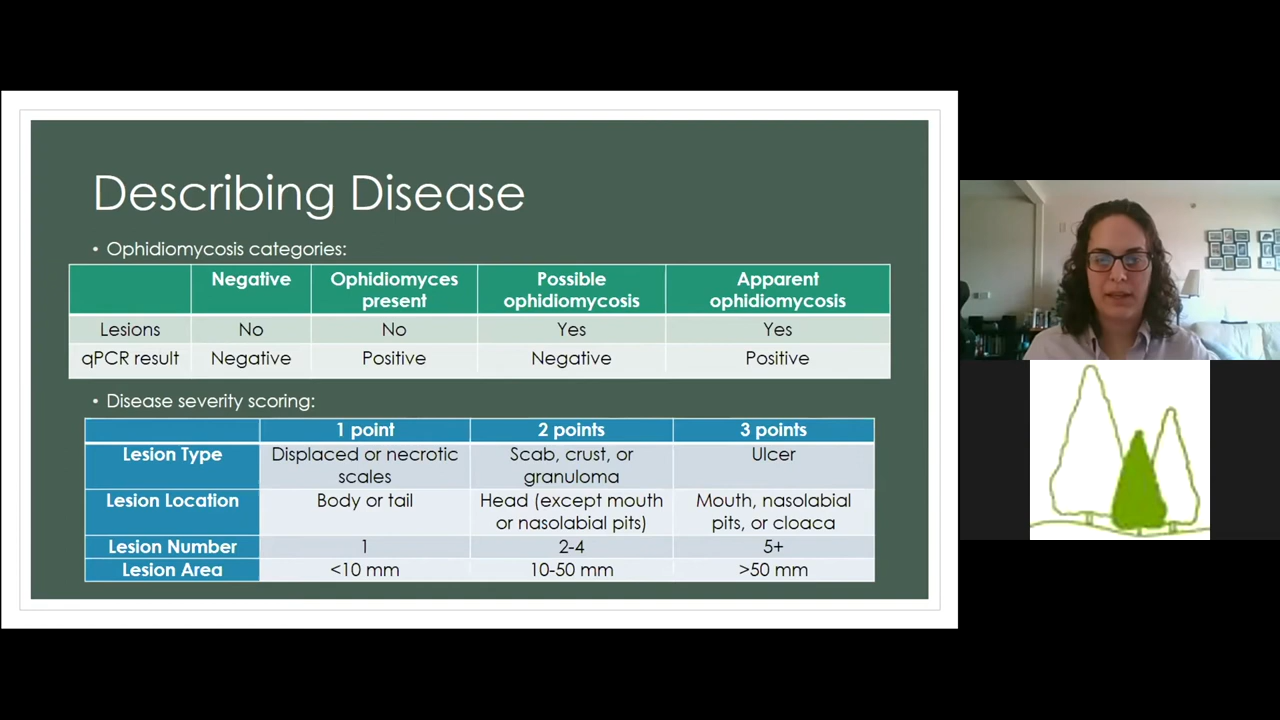 Describing Disease
• Ophidiomycosis categories:
Negative Ophidiomyces present Possible ophidiomycosis Apparent ophidiomycosis
Lesions No No Yes Yes
qPCR result Negative Positive Negative Positive
• Disease severity scoring:
1 point 2 points 3 points
Lesion Type Displaced or necrotic scales Scab, crust, or granuloma Ulcer
Lesion Location Body or tail Head (except mouth or nasolabial pits) Mouth, nasolabial pits, or cloaca
Lesion Number 1 2-4 5+
Lesion Area <10 mm 10-50 mm >50 mm